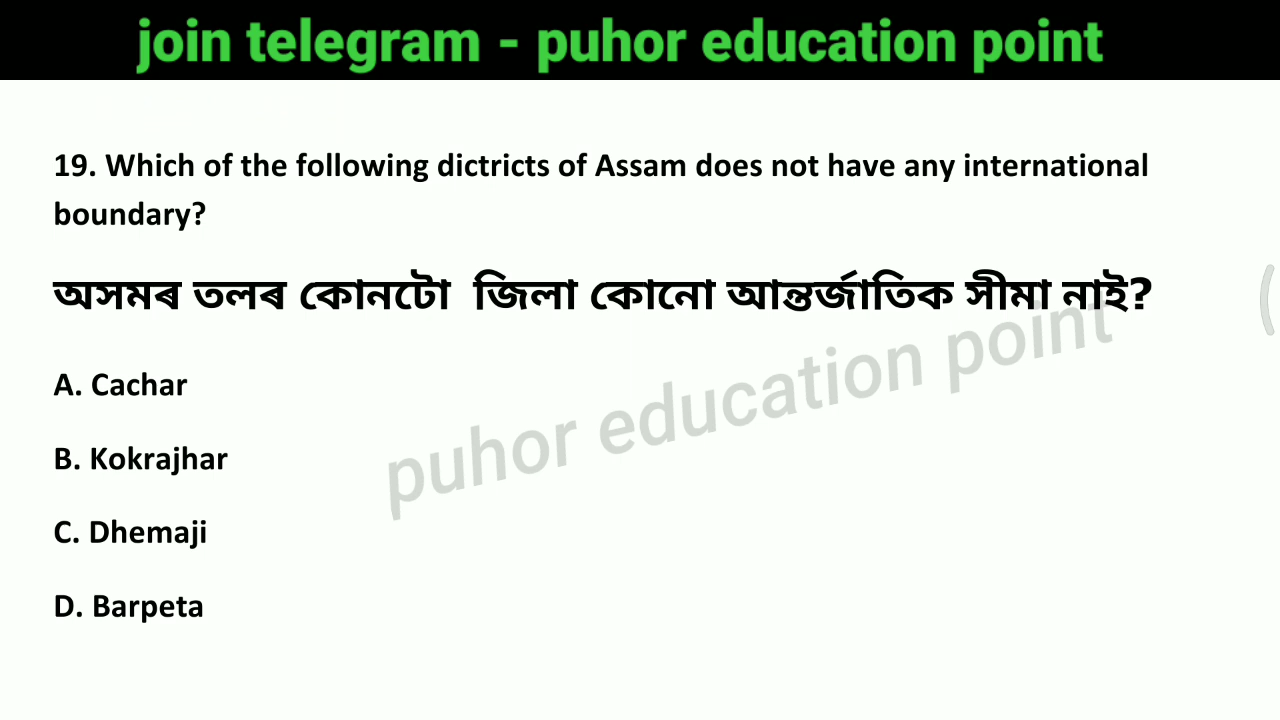 join telegram - puhor education point
19. Which of the following dictricts of Assam does not have any international
boundary?
অসমৰ তলৰ কোনটো জিলা কোনো আন্তৰ্জাতিক সীমা নাই?
A. Cachar
B. Kokrajhar
C. Dhemaji
D. Barpeta
puhor education point